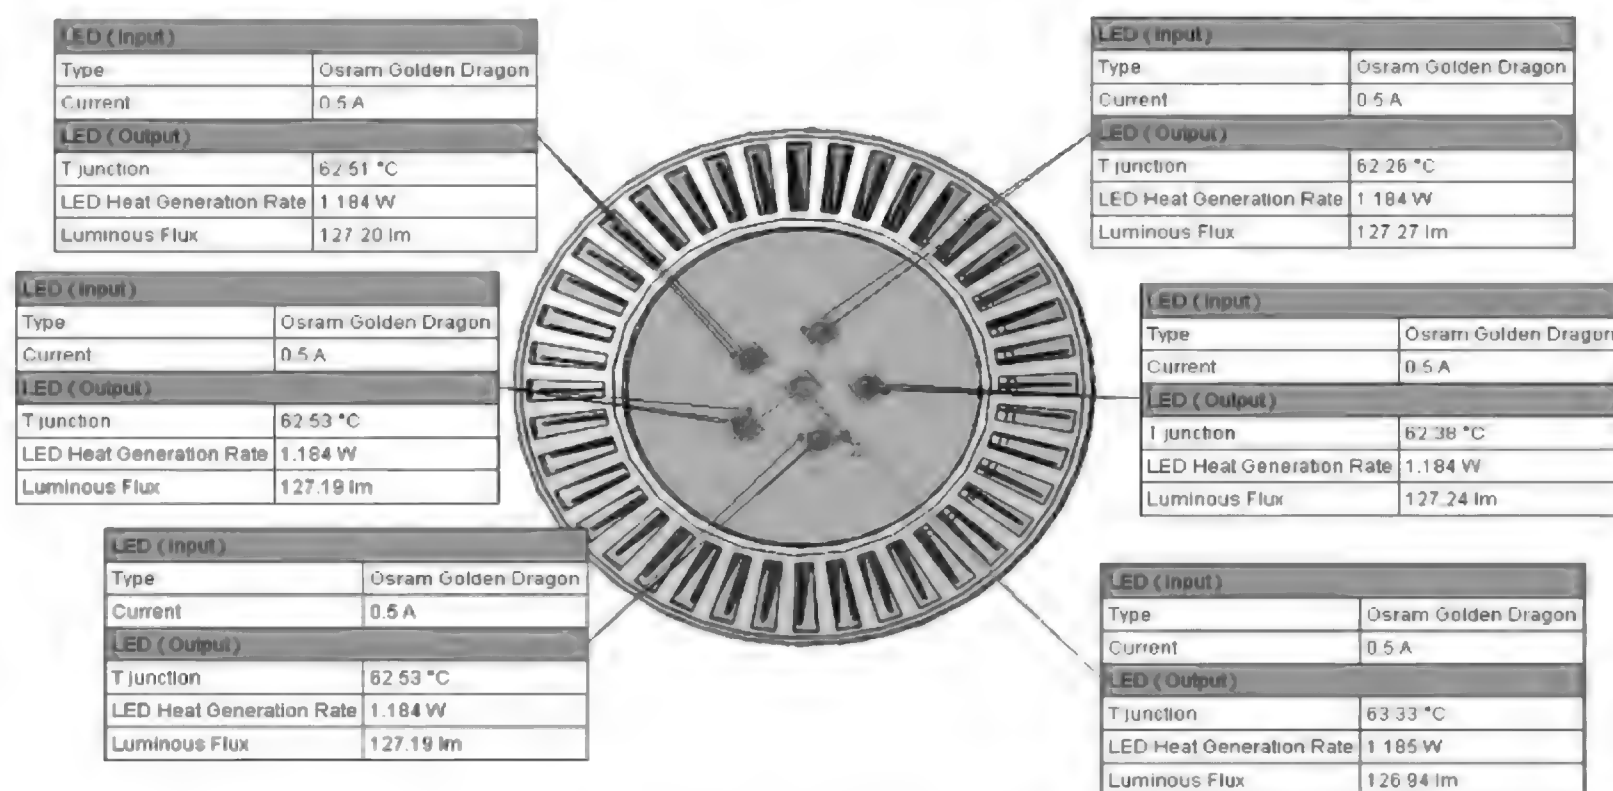 LED (Input)
Type Osram Golden Dragon
Current 0.5 A
LED (Output)
T junction 62.51 °C
LED Heat Generation Rate 1.184 W
Luminous Flux 127.20 lm
LED (Input)
Type Osram Golden Dragon
Current 0.5 A
LED (Output)
T junction 62.26 °C
LED Heat Generation Rate 1.184 W
Luminous Flux 127.27 lm
LED (Input)
Type Osram Golden Dragon
Current 0.5 A
LED (Output)
T junction 62.53 °C
LED Heat Generation Rate 1.184 W
Luminous Flux 127.19 lm
LED (Input)
Type Osram Golden Dragon
Current 0.5 A
LED (Output)
T junction 62.38 °C
LED Heat Generation Rate 1.184 W
Luminous Flux 127.24 lm
LED (Input)
Type Osram Golden Dragon
Current 0.5 A
LED (Output)
T junction 62.53 °C
LED Heat Generation Rate 1.184 W
Luminous Flux 127.19 lm
LED (Input)
Type Osram Golden Dragon
Current 0.5 A
LED (Output)
T junction 63.33 °C
LED Heat Generation Rate 1.185 W
Luminous Flux 126.94 lm